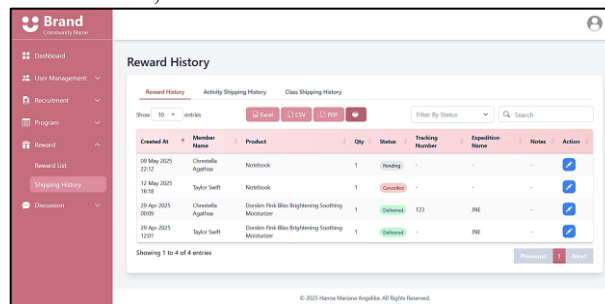 Brand
Community Name
Dashboard
User Management
Recruitment
Program
Reward
Reward List
Shipping History
Discussion
Reward History
Reward History Activity Shipping History Class Shipping History
Show 10 entries
Excel CSV PDF
Filter By Status
Search
Created At Member Name Product Qty Status Tracking Number Expedition Name Notes Action
09 May 2025 22:12 Chrestella Agathas Notebook 1 Pending - - -
12 May 2025 16:18 Taylor Swift Notebook 1 Cancelled - - -
29 Apr 2025 00:09 Chrestella Agathas Dorskin Pink Bliss Brightening Soothing Moisturizer 1 Delivered 123 JNE -
29 Apr 2025 12:01 Taylor Swift Dorskin Pink Bliss Brightening Soothing Moisturizer 1 Delivered - JNE -
Showing 1 to 4 of 4 entries
Previous 1 Next
© 2025 Hanna Mariana Angelika. All Rights Reserved.